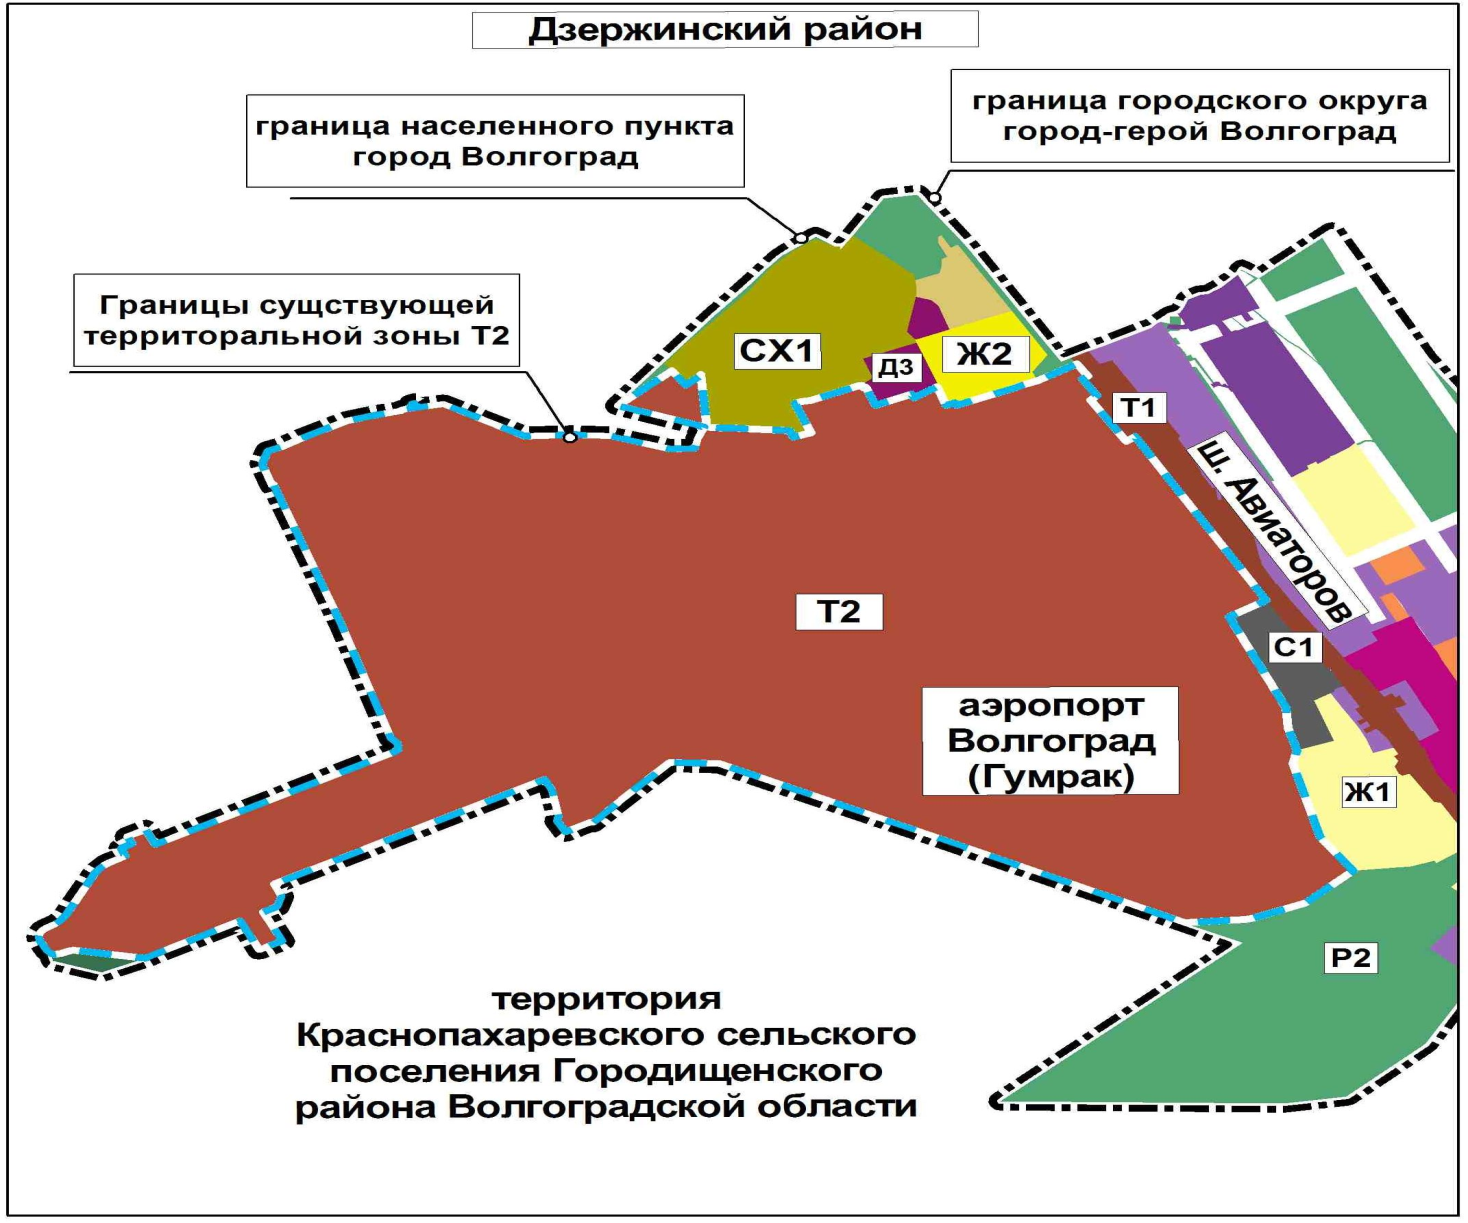 Дзержинский район
граница городского округа
город-герой Волгоград
граница населенного пункта
город Волгоград
Границы сущствующей
территоральной зоны Т2
СХ1
Д3
Ж2
Т1
ш. Авиаторов
Т2
С1
аэропорт
Волгоград
(Гумрак)
Ж1
Р2
территория
Краснопахаревского сельского
поселения Городищенского
района Волгоградской области